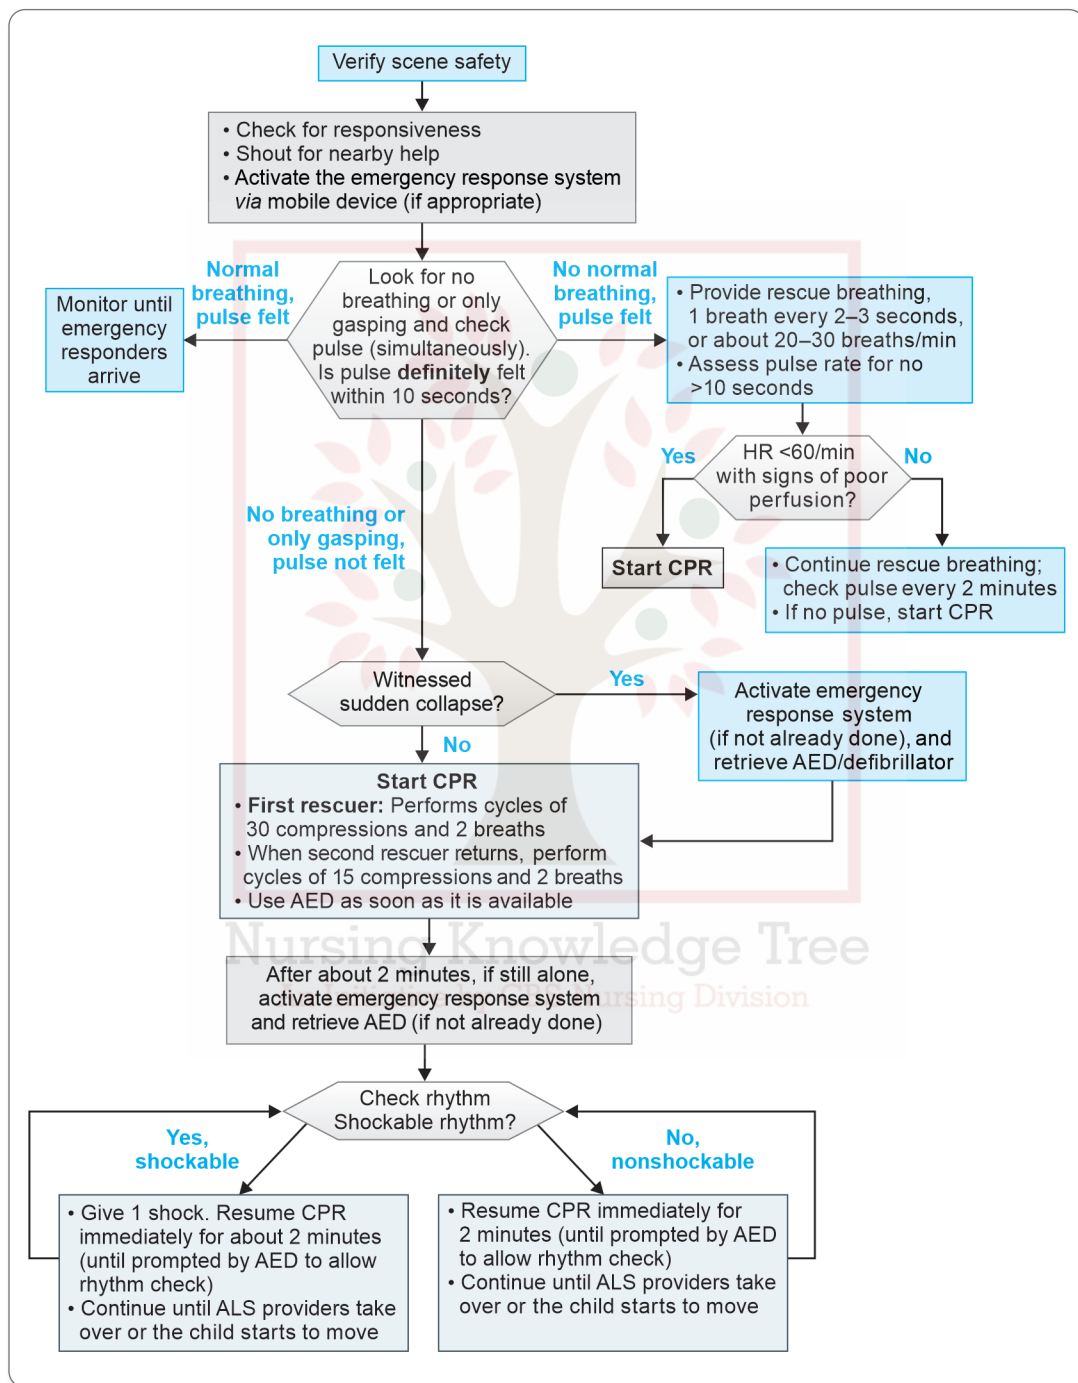 Verify scene safety
• Check for responsiveness
• Shout for nearby help
• Activate the emergency response system
via mobile device (if appropriate)
Normal
breathing,
pulse felt
Look for no
breathing or only
gasping and check
pulse (simultaneously).
Is pulse definitely felt
within 10 seconds?
No normal
breathing,
pulse felt
Monitor until
emergency
responders
arrive
• Provide rescue breathing,
1 breath every 2–3 seconds,
or about 20–30 breaths/min
• Assess pulse rate for no
>10 seconds
Yes
HR <60/min
with signs of poor
perfusion?
No
Start CPR
• Continue rescue breathing;
check pulse every 2 minutes
• If no pulse, start CPR
No breathing or
only gasping,
pulse not felt
Witnessed
sudden collapse?
Yes
Activate emergency
response system
(if not already done), and
retrieve AED/defibrillator
No
Start CPR
• First rescuer: Performs cycles of
30 compressions and 2 breaths
• When second rescuer returns, perform
cycles of 15 compressions and 2 breaths
• Use AED as soon as it is available
Nursing Knowledge Tree
An Initiative by CBS Nursing Division
After about 2 minutes, if still alone,
activate emergency response system
and retrieve AED (if not already done)
Check rhythm
Shockable rhythm?
Yes,
shockable
No,
nonshockable
• Give 1 shock. Resume CPR
immediately for about 2 minutes
(until prompted by AED to allow
rhythm check)
• Continue until ALS providers take
over or the child starts to move
• Resume CPR immediately for
2 minutes (until prompted by AED
to allow rhythm check)
• Continue until ALS providers take
over or the child starts to move